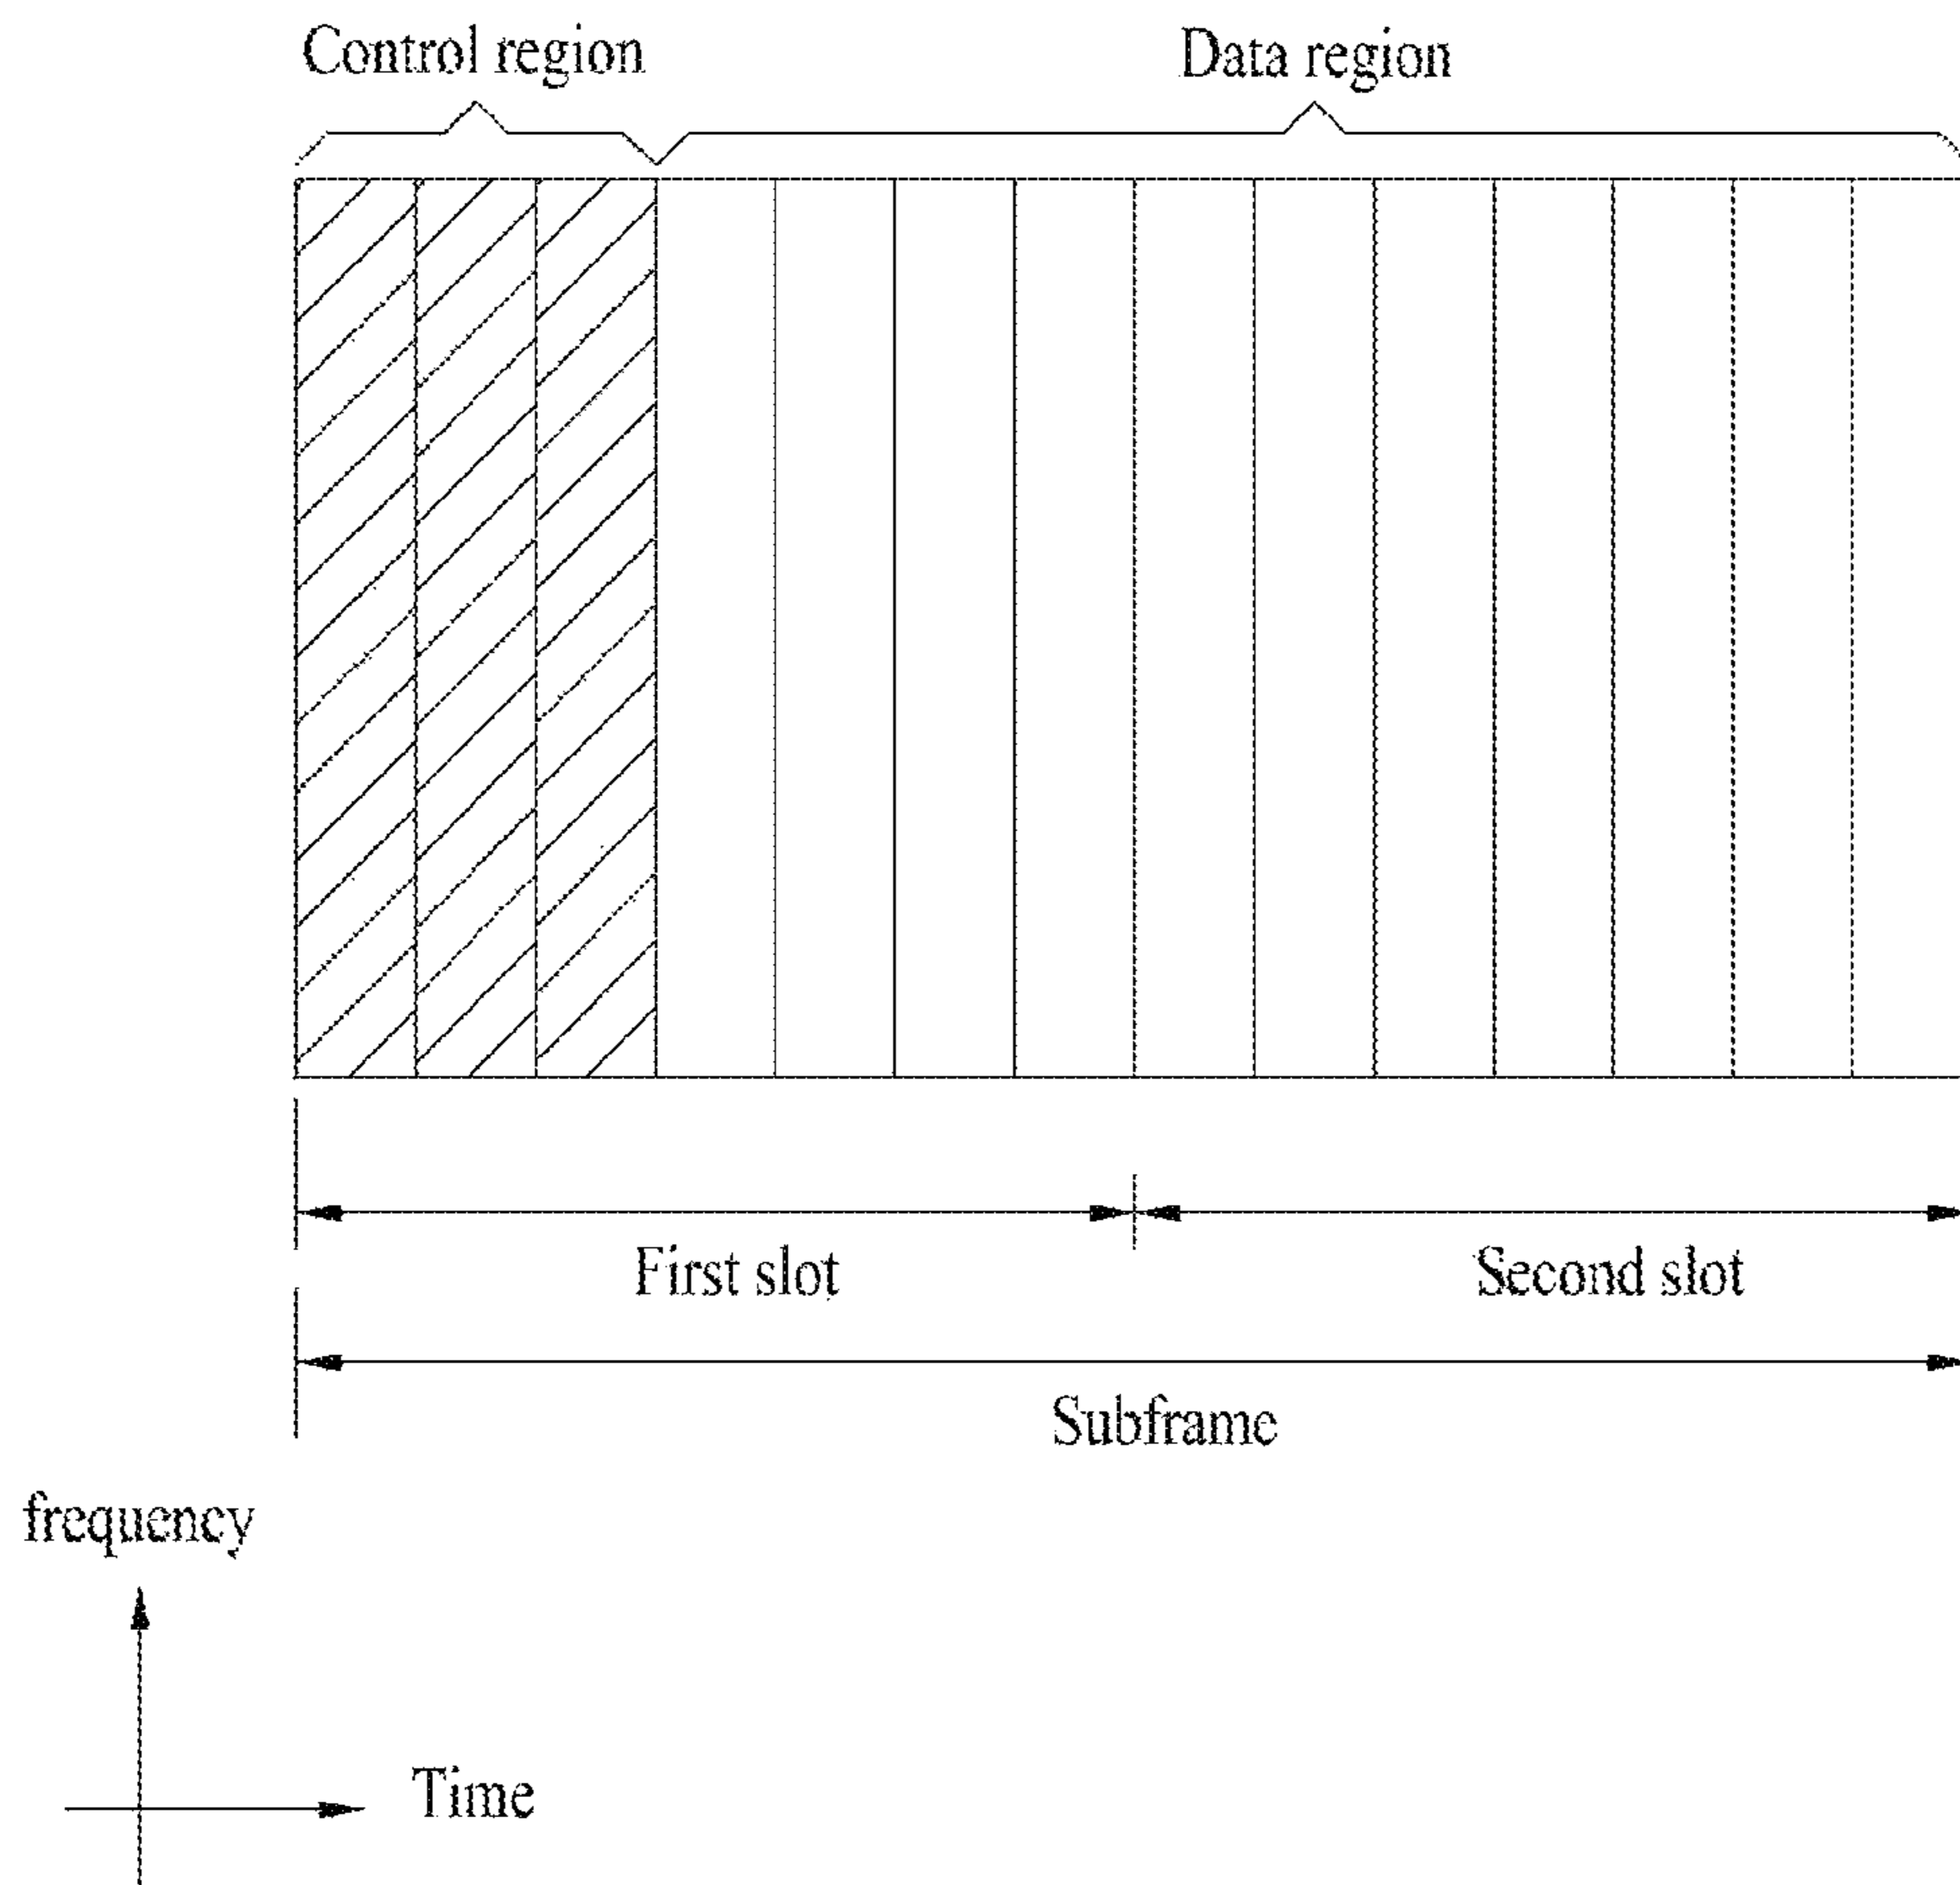 Control region
Data region
First slot
Second slot
Subframe
frequency
Time